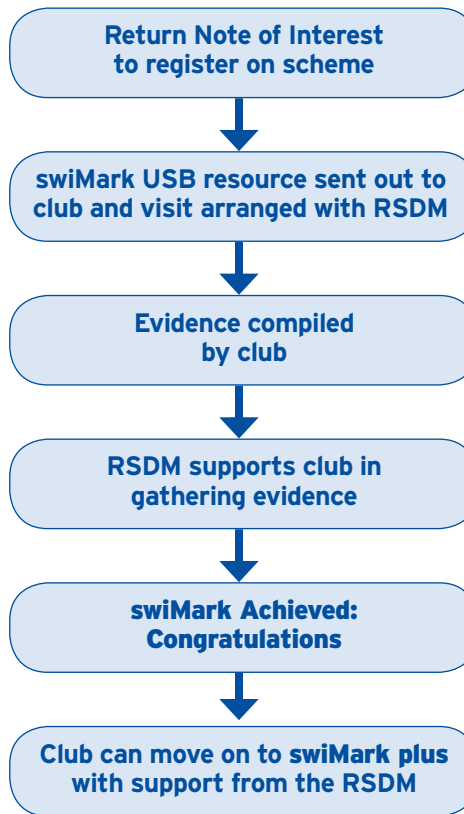 Return Note of Interest
to register on scheme
swiMark USB resource sent out to
club and visit arranged with RSDM
Evidence compiled
by club
RSDM supports club in
gathering evidence
swiMark Achieved:
Congratulations
Club can move on to swiMark plus
with support from the RSDM